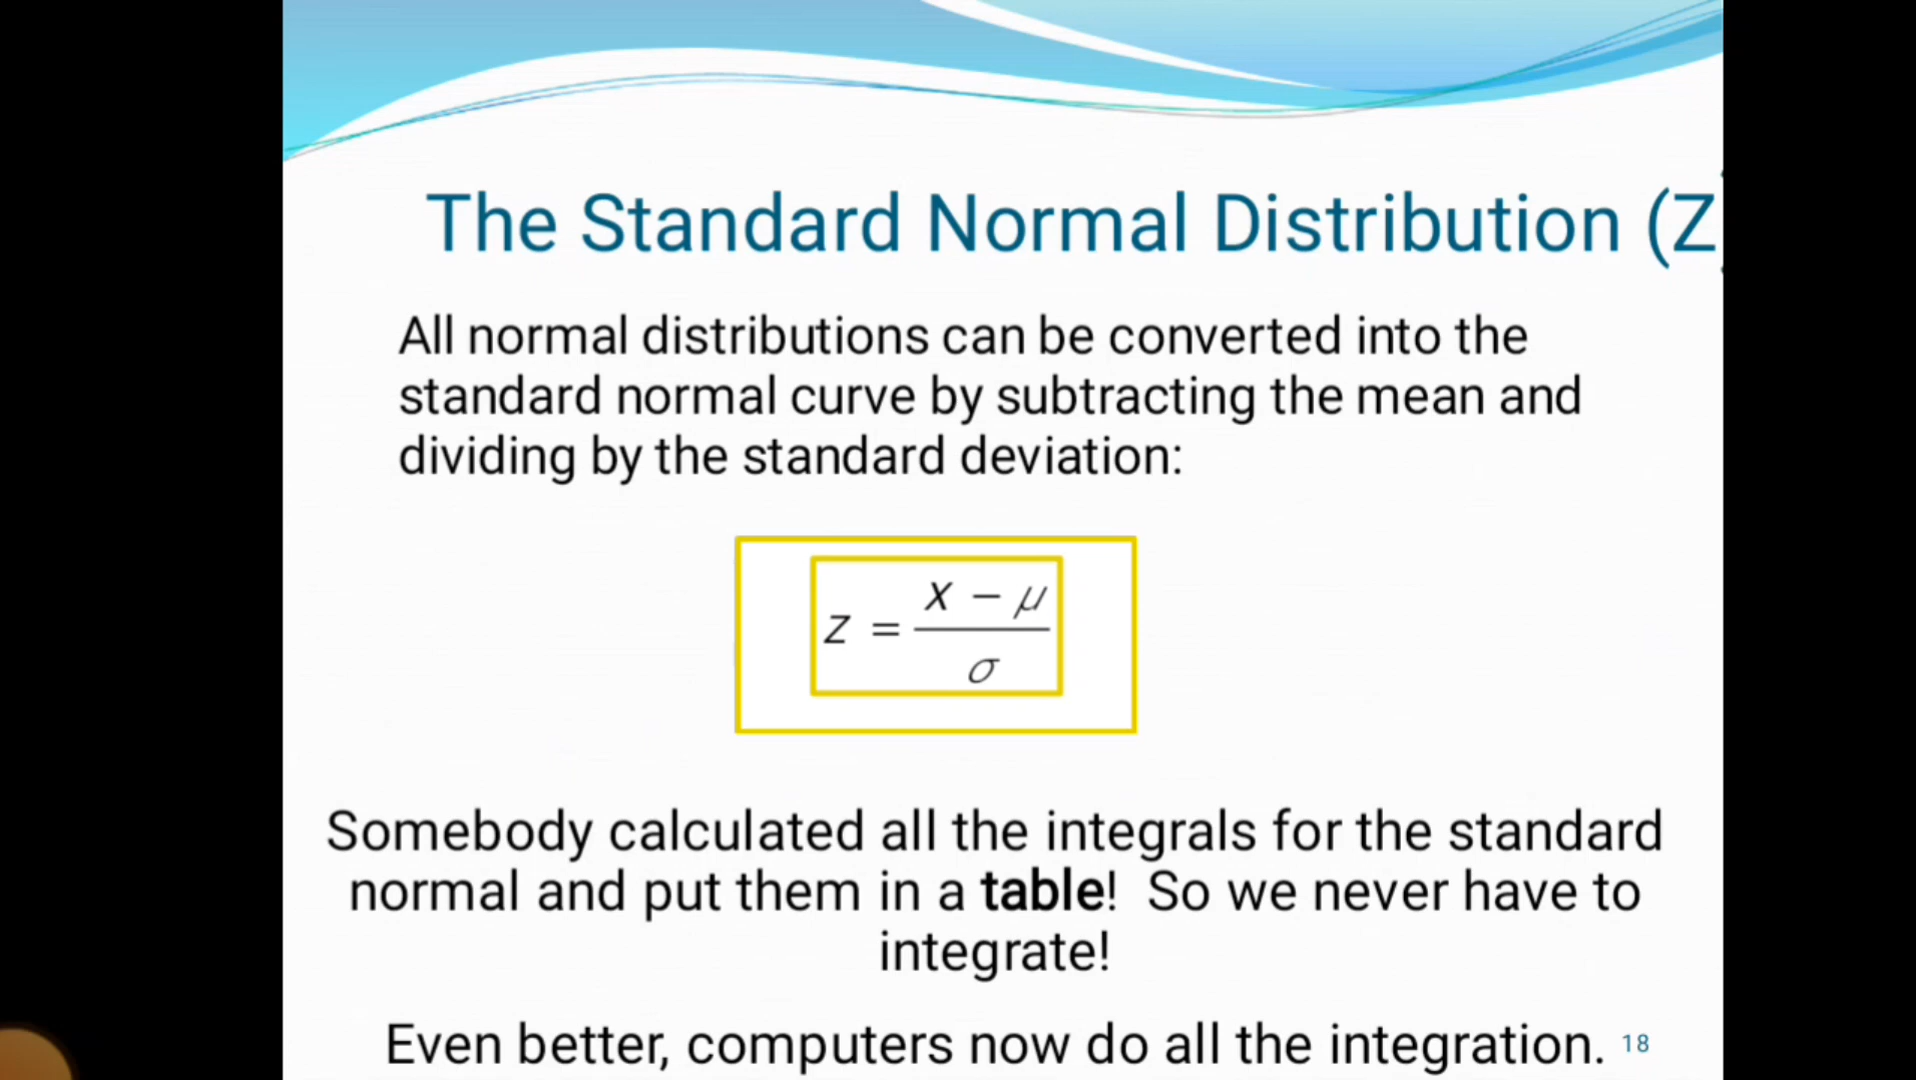 The Standard Normal Distribution (Z
All normal distributions can be converted into the
standard normal curve by subtracting the mean and
dividing by the standard deviation:
Z = (X − μ) / σ
Somebody calculated all the integrals for the standard
normal and put them in a table! So we never have to
integrate!
Even better, computers now do all the integration.
18